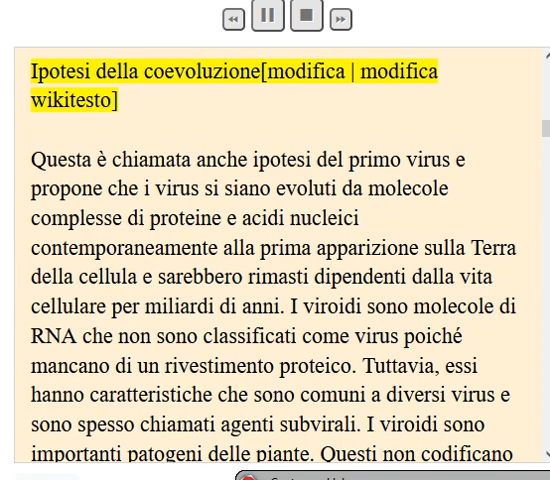 Ipotesi della coevoluzione[modifica | modifica
wikitesto]
Questa è chiamata anche ipotesi del primo virus e
propone che i virus si siano evoluti da molecole
complesse di proteine e acidi nucleici
contemporaneamente alla prima apparizione sulla Terra
della cellula e sarebbero rimasti dipendenti dalla vita
cellulare per miliardi di anni. I viroidi sono molecole di
RNA che non sono classificati come virus poiché
mancano di un rivestimento proteico. Tuttavia, essi
hanno caratteristiche che sono comuni a diversi virus e
sono spesso chiamati agenti subvirali. I viroidi sono
importanti patogeni delle piante. Questi non codificano